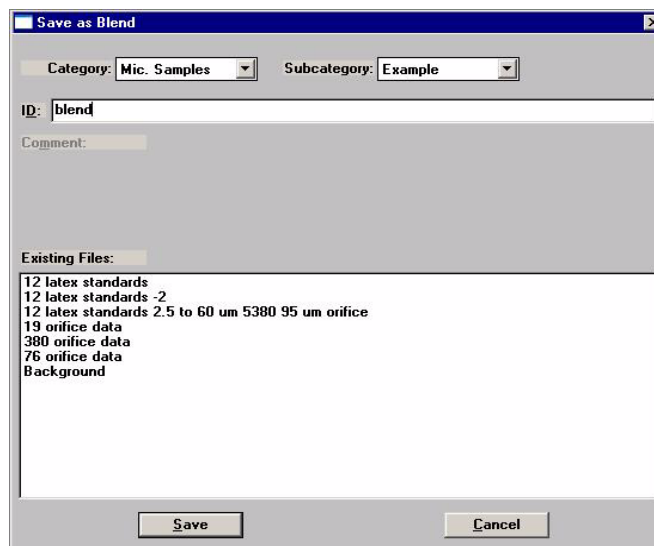 Save as Blend
Category: Mic. Samples Subcategory: Example
ID: blend
Comment:
Existing Files:
12 latex standards
12 latex standards -2
12 latex standards 2.5 to 60 um 5380 95 um orifice
19 orifice data
380 orifice data
76 orifice data
Background
Save Cancel